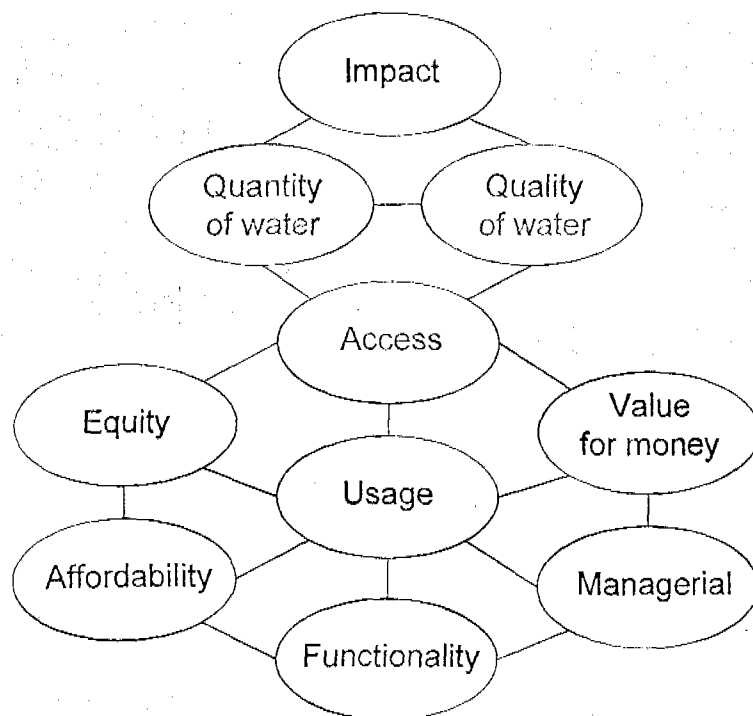 Impact
Quantity
of water
Quality
of water
Access
Equity
Value
for money
Usage
Affordability
Managerial
Functionality